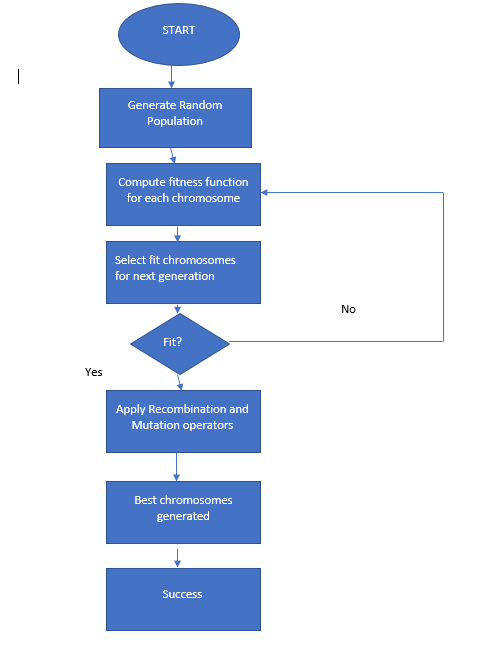 START
Generate Random
Population
Compute fitness function
for each chromosome
Select fit chromosomes
for next generation
No
Fit?
Yes
Apply Recombination and
Mutation operators
Best chromosomes
generated
Success